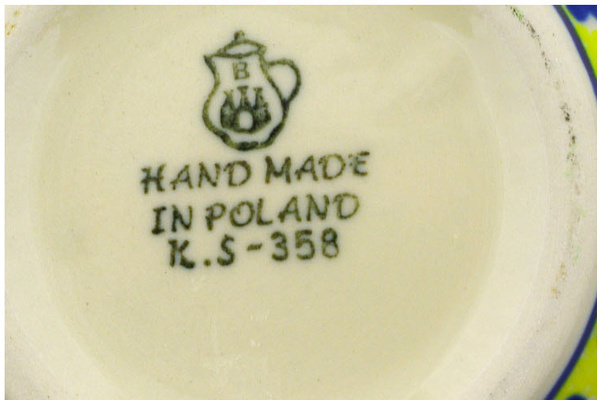 B
HAND MADE
IN POLAND
K.S-358